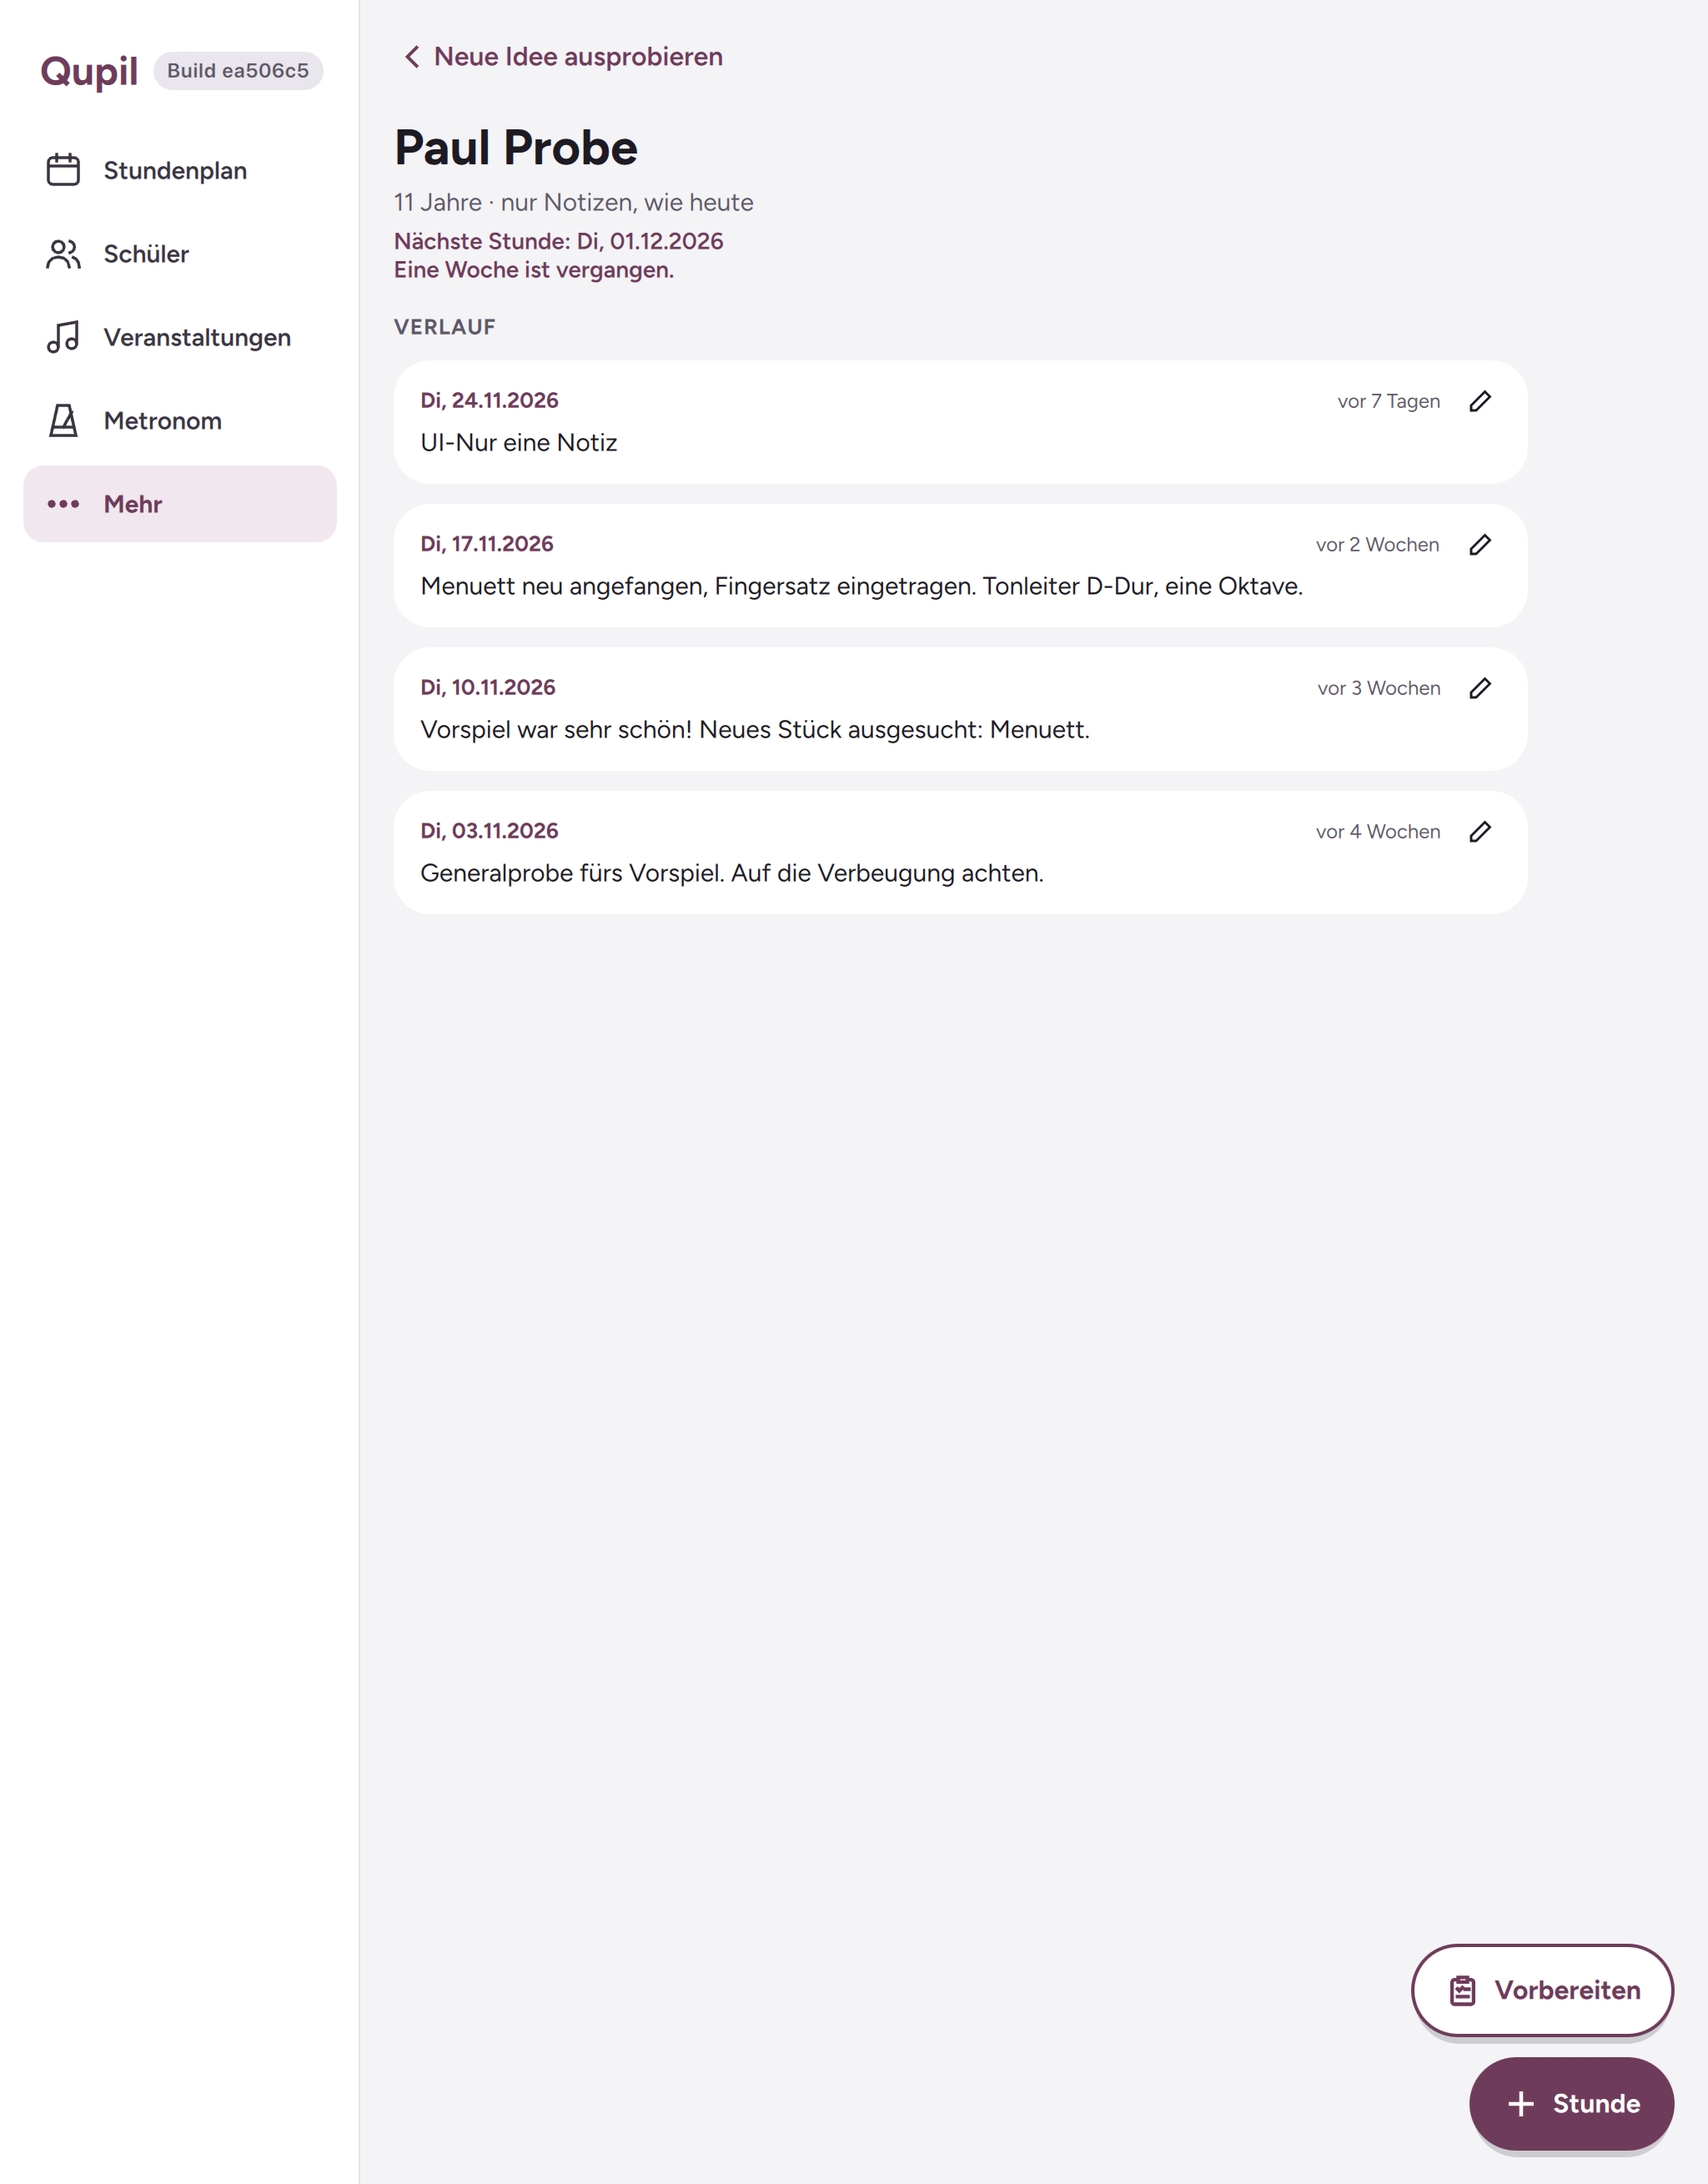 Qupil
Build ea506c5
Stundenplan
Schüler
Veranstaltungen
Metronom
Mehr
Neue Idee ausprobieren
Paul Probe
11 Jahre · nur Notizen, wie heute
Nächste Stunde: Di, 01.12.2026
Eine Woche ist vergangen.
VERLAUF
Di, 24.11.2026 vor 7 Tagen
UI-Nur eine Notiz
Di, 17.11.2026 vor 2 Wochen
Menuett neu angefangen, Fingersatz eingetragen. Tonleiter D-Dur, eine Oktave.
Di, 10.11.2026 vor 3 Wochen
Vorspiel war sehr schön! Neues Stück ausgesucht: Menuett.
Di, 03.11.2026 vor 4 Wochen
Generalprobe fürs Vorspiel. Auf die Verbeugung achten.
Vorbereiten
Stunde